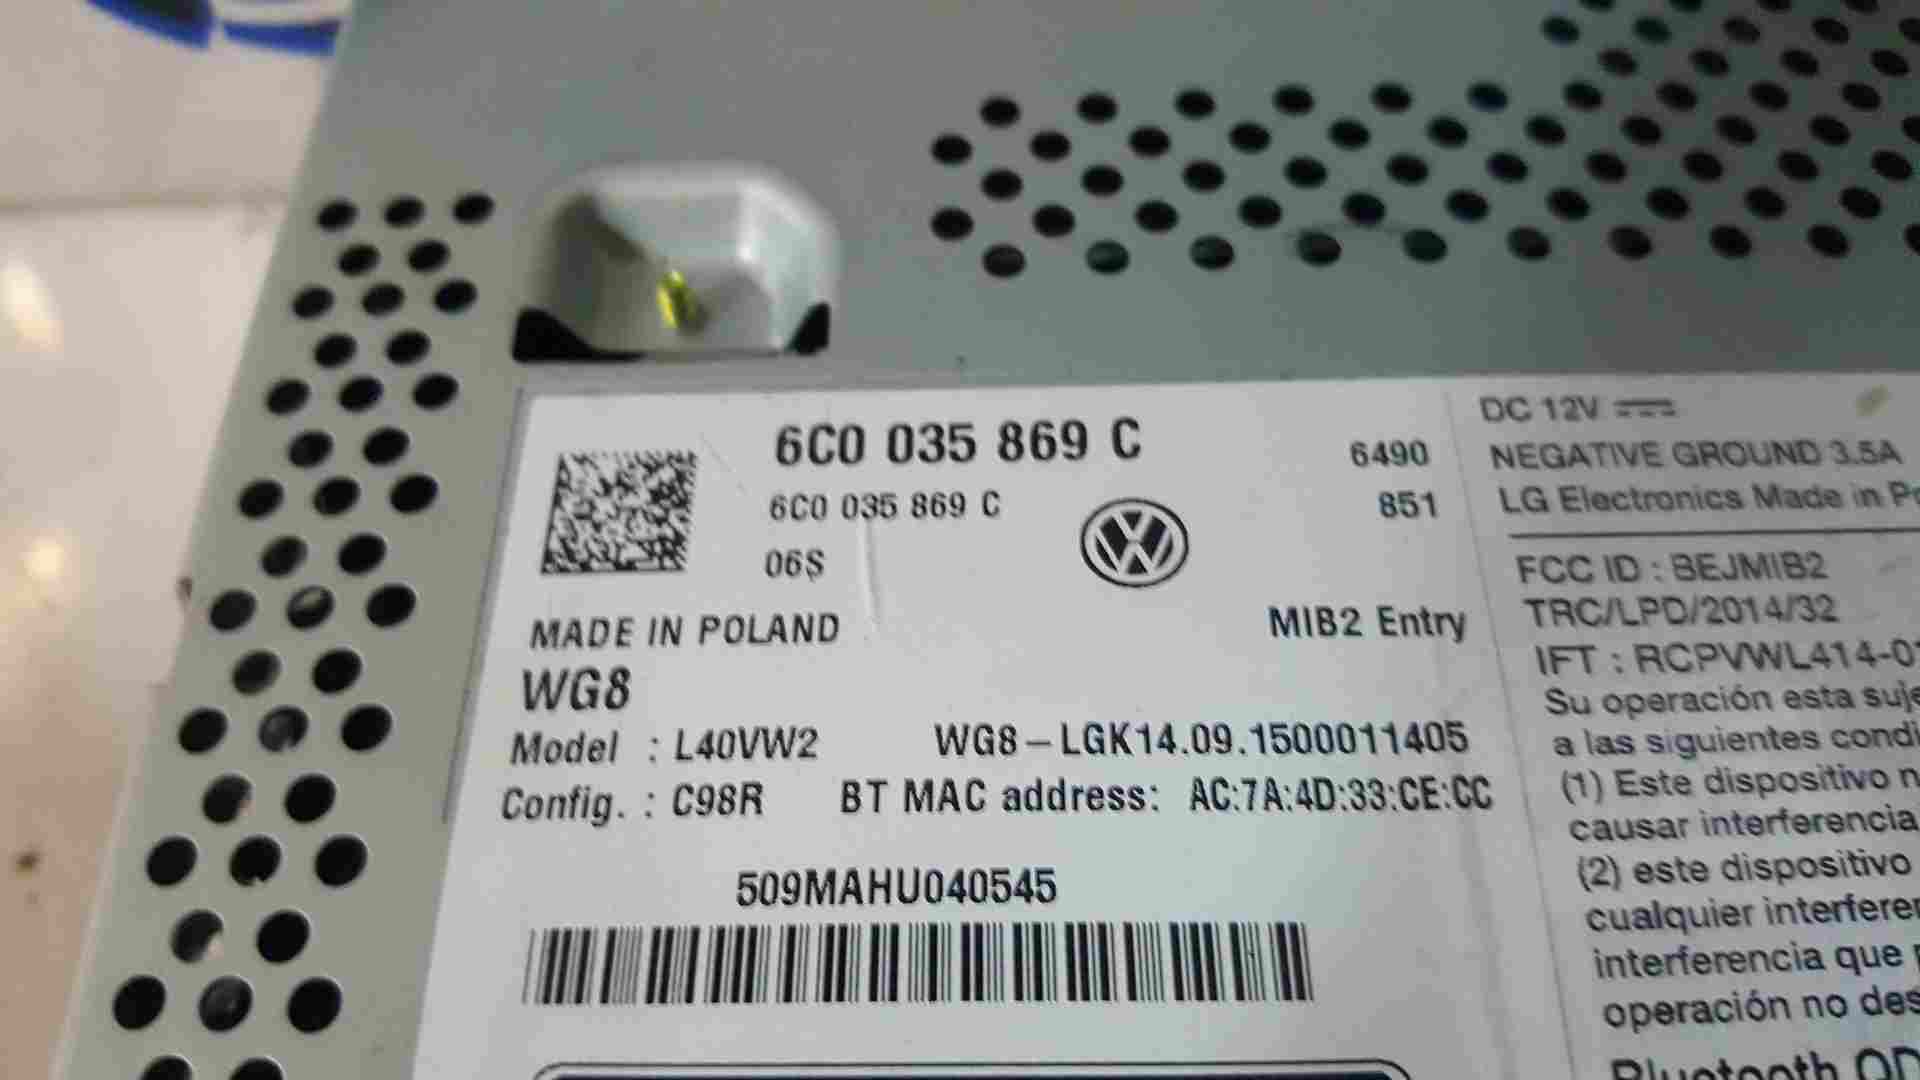 6C0 035 869 C
6C0 035 869 C
06S
6490
851
MADE IN POLAND
MIB2 Entry
WG8
Model : L40VW2 WG8-LGK14.09.1500011405
Config. : C98R BT MAC address: AC:7A:4D:33:CE:CC
509MAHU040545
DC 12V
NEGATIVE GROUND 3.5A
LG Electronics Made in
FCC ID : BEJMIB2
TRC/LPD/2014/32
IFT : RCPVWL414-01
Su operación esta
a las siguientes
(1) Este dispositivo
causar interferencia
(2) este dispositivo
cualquier
interferencia que
operación no
Bluetooth